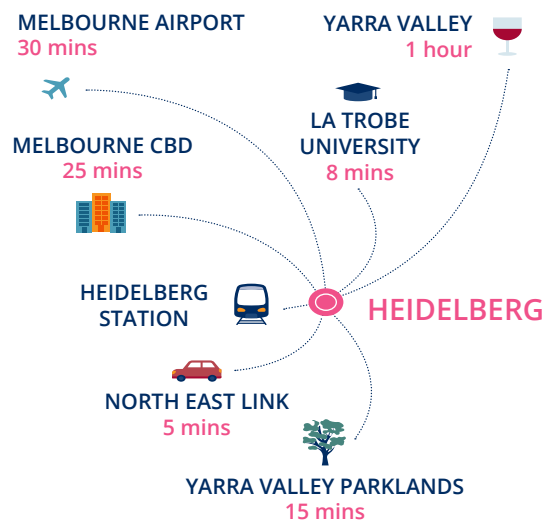 MELBOURNE AIRPORT
30 mins
YARRA VALLEY
1 hour
LA TROBE
UNIVERSITY
8 mins
MELBOURNE CBD
25 mins
HEIDELBERG
STATION
HEIDELBERG
NORTH EAST LINK
5 mins
YARRA VALLEY PARKLANDS
15 mins